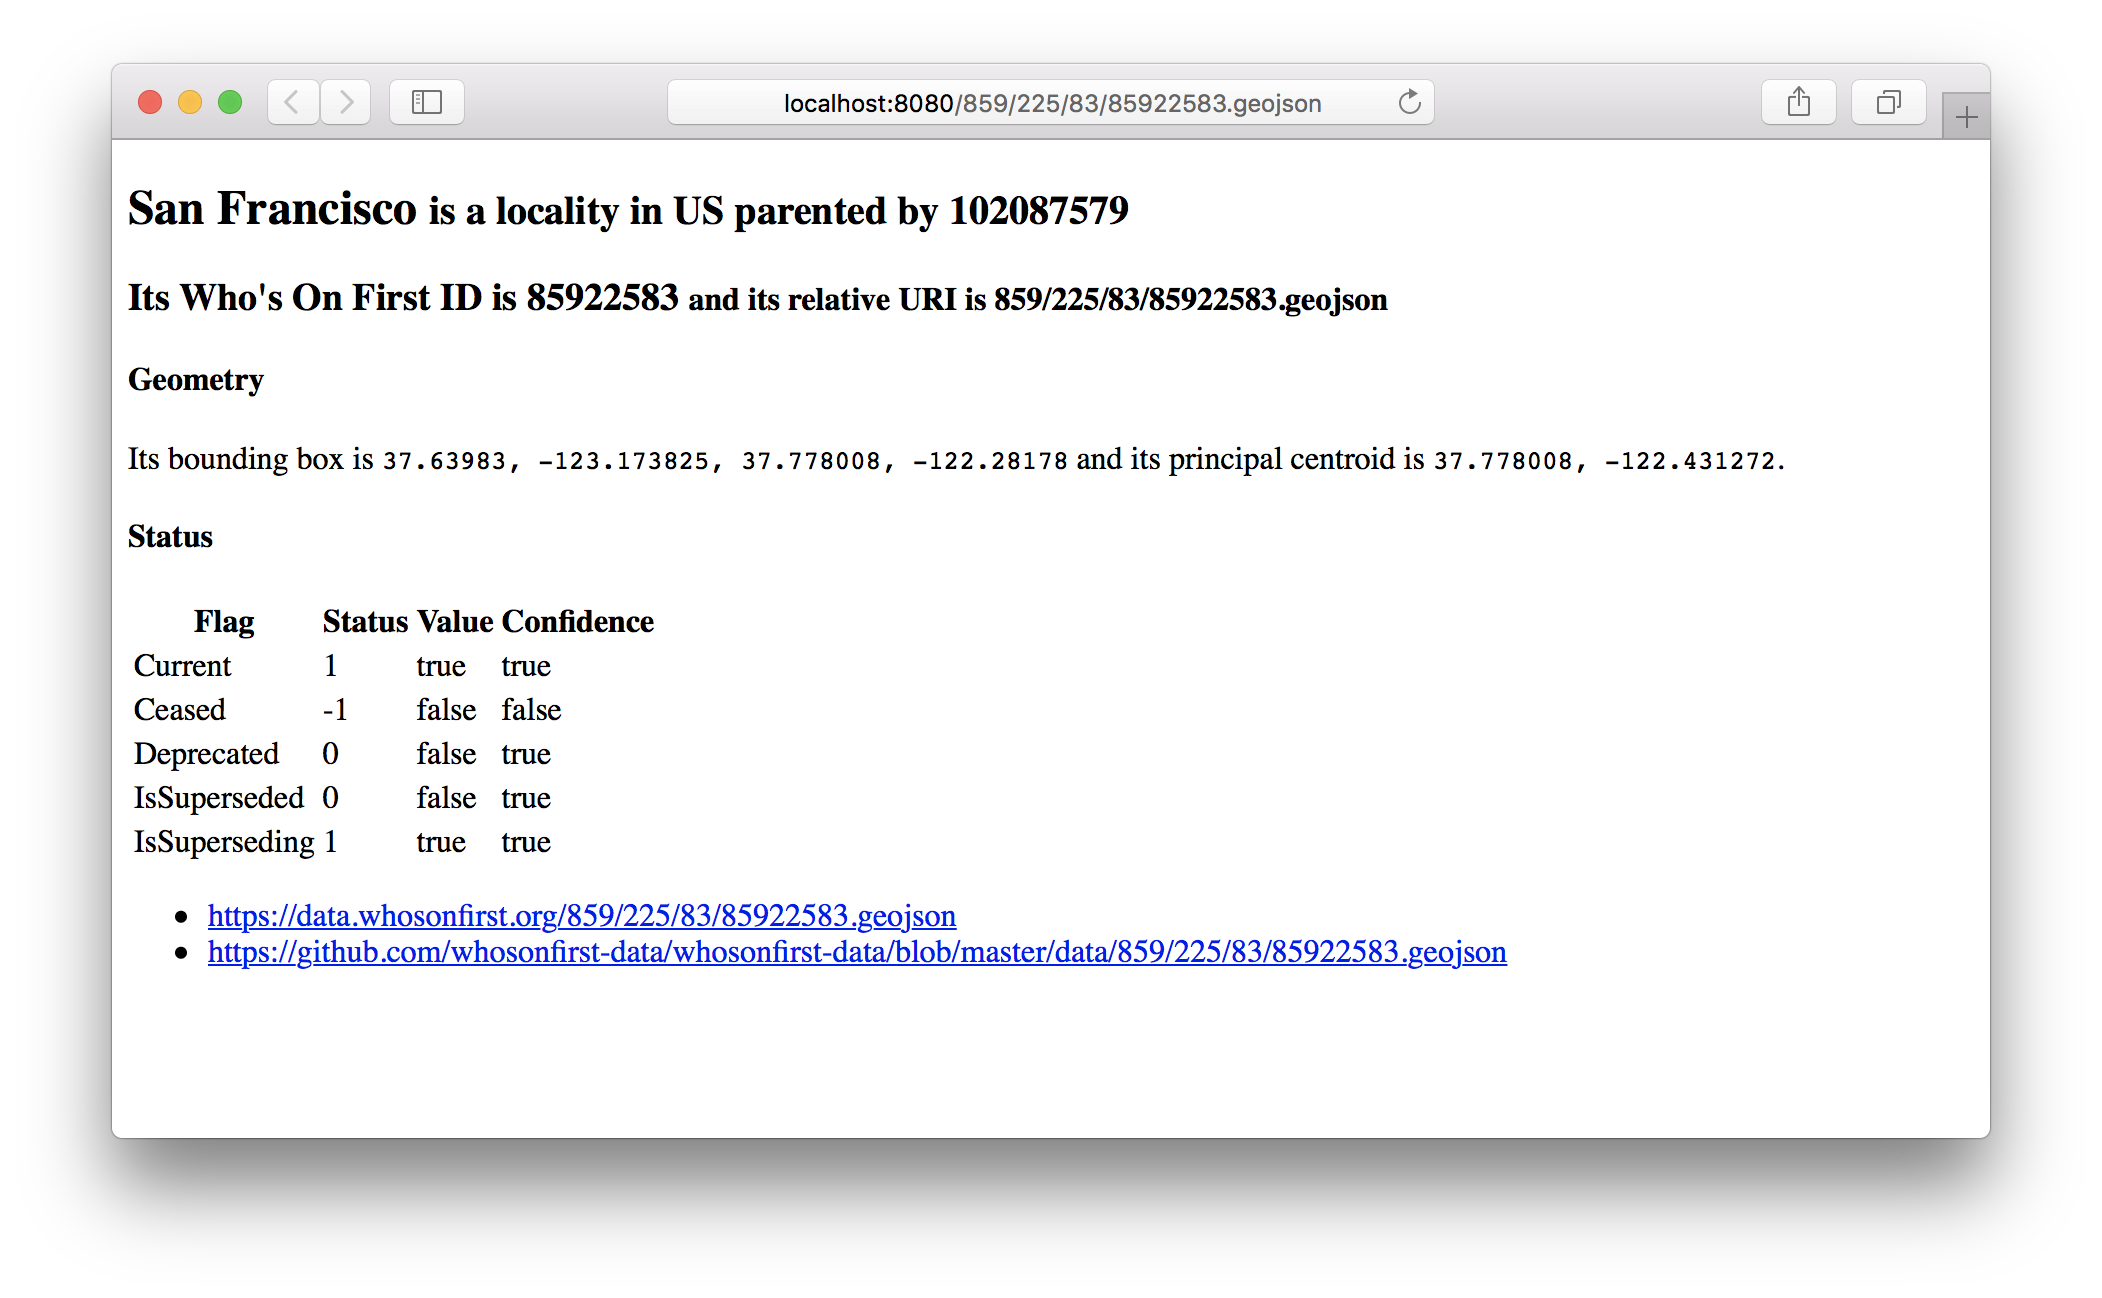 localhost:8080/859/225/83/85922583.geojson
San Francisco is a locality in US parented by 102087579
Its Who's On First ID is 85922583 and its relative URI is 859/225/83/85922583.geojson
Geometry
Its bounding box is 37.63983, -123.173825, 37.778008, -122.28178 and its principal centroid is 37.778008, -122.431272.
Status
Flag Status Value Confidence
Current 1 true true
Ceased -1 false false
Deprecated 0 false true
IsSuperseded 0 false true
IsSuperseding 1 true true
https://data.whosonfirst.org/859/225/83/85922583.geojson
https://github.com/whosonfirst-data/whosonfirst-data/blob/master/data/859/225/83/85922583.geojson